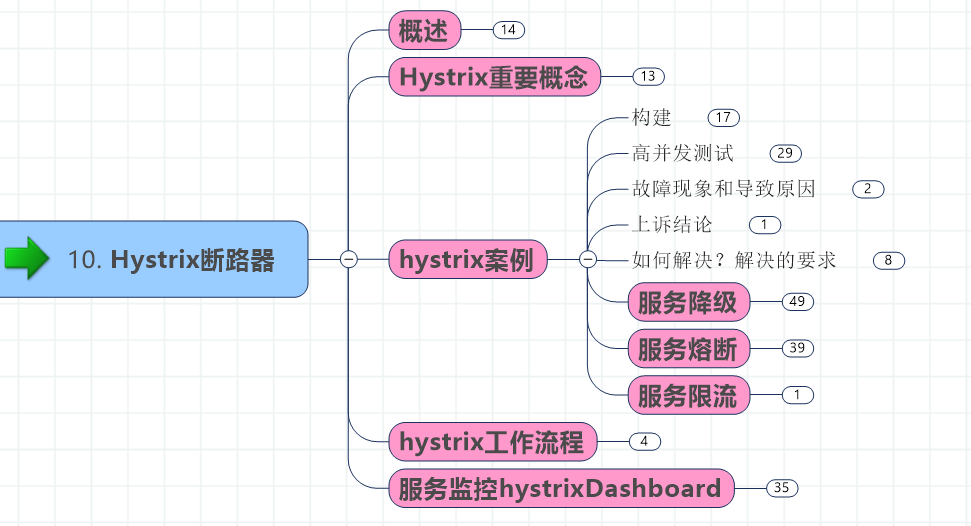 概述 14
Hystrix重要概念 13
构建 17
高并发测试 29
故障现象和导致原因 2
上诉结论 1
10. Hystrix断路器
hystrix案例
如何解决？解决的要求 8
服务降级 49
服务熔断 39
服务限流 1
hystrix工作流程 4
服务监控hystrixDashboard 35